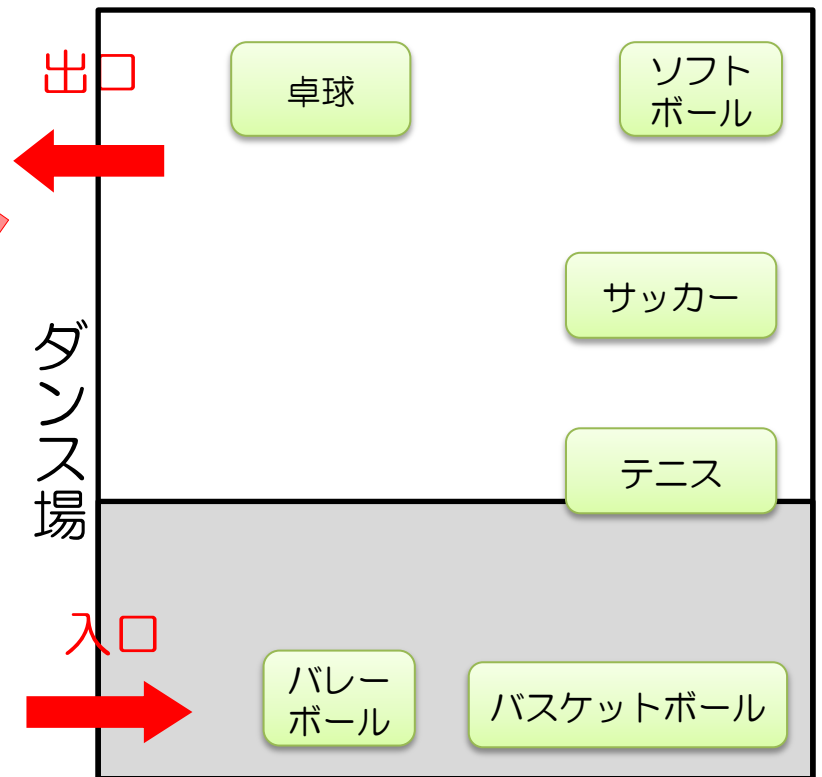 出口
卓球
ソフト
ボール
サッカー
ダンス場
テニス
入口
バレー
ボール
バスケットボール